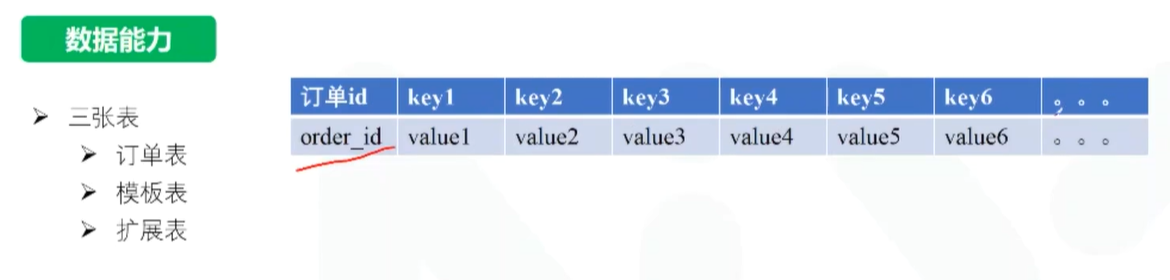 数据能力
➢ 三张表
➢ 订单表
➢ 模板表
➢ 扩展表
订单id key1 key2 key3 key4 key5 key6 。。。
order_id value1 value2 value3 value4 value5 value6 。。。